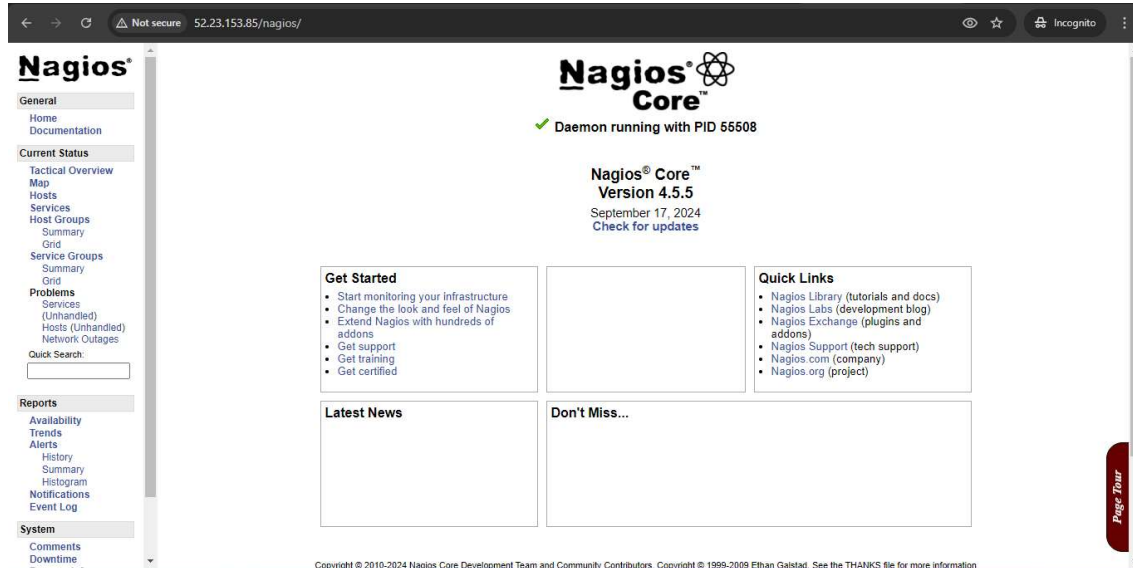 Not secure
52.23.153.85/nagios/
Incognito
Nagios®
General
Home
Documentation
Current Status
Tactical Overview
Map
Hosts
Services
Host Groups
Summary
Grid
Service Groups
Summary
Grid
Problems
Services
(Unhandled)
Hosts (Unhandled)
Network Outages
Quick Search:
Reports
Availability
Trends
Alerts
History
Summary
Histogram
Notifications
Event Log
System
Comments
Downtime
Nagios®
Core™
Daemon running with PID 55508
Nagios® Core™
Version 4.5.5
September 17, 2024
Check for updates
Get Started
• Start monitoring your infrastructure
• Change the look and feel of Nagios
• Extend Nagios with hundreds of
addons
• Get support
• Get training
• Get certified
Quick Links
• Nagios Library (tutorials and docs)
• Nagios Labs (development blog)
• Nagios Exchange (plugins and
addons)
• Nagios Support (tech support)
• Nagios.com (company)
• Nagios.org (project)
Latest News
Don't Miss...
Page Tour
Copyright © 2010-2024 Nagios Core Development Team and Community Contributors. Copyright © 1999-2009 Ethan Galstad. See the THANKS file for more information